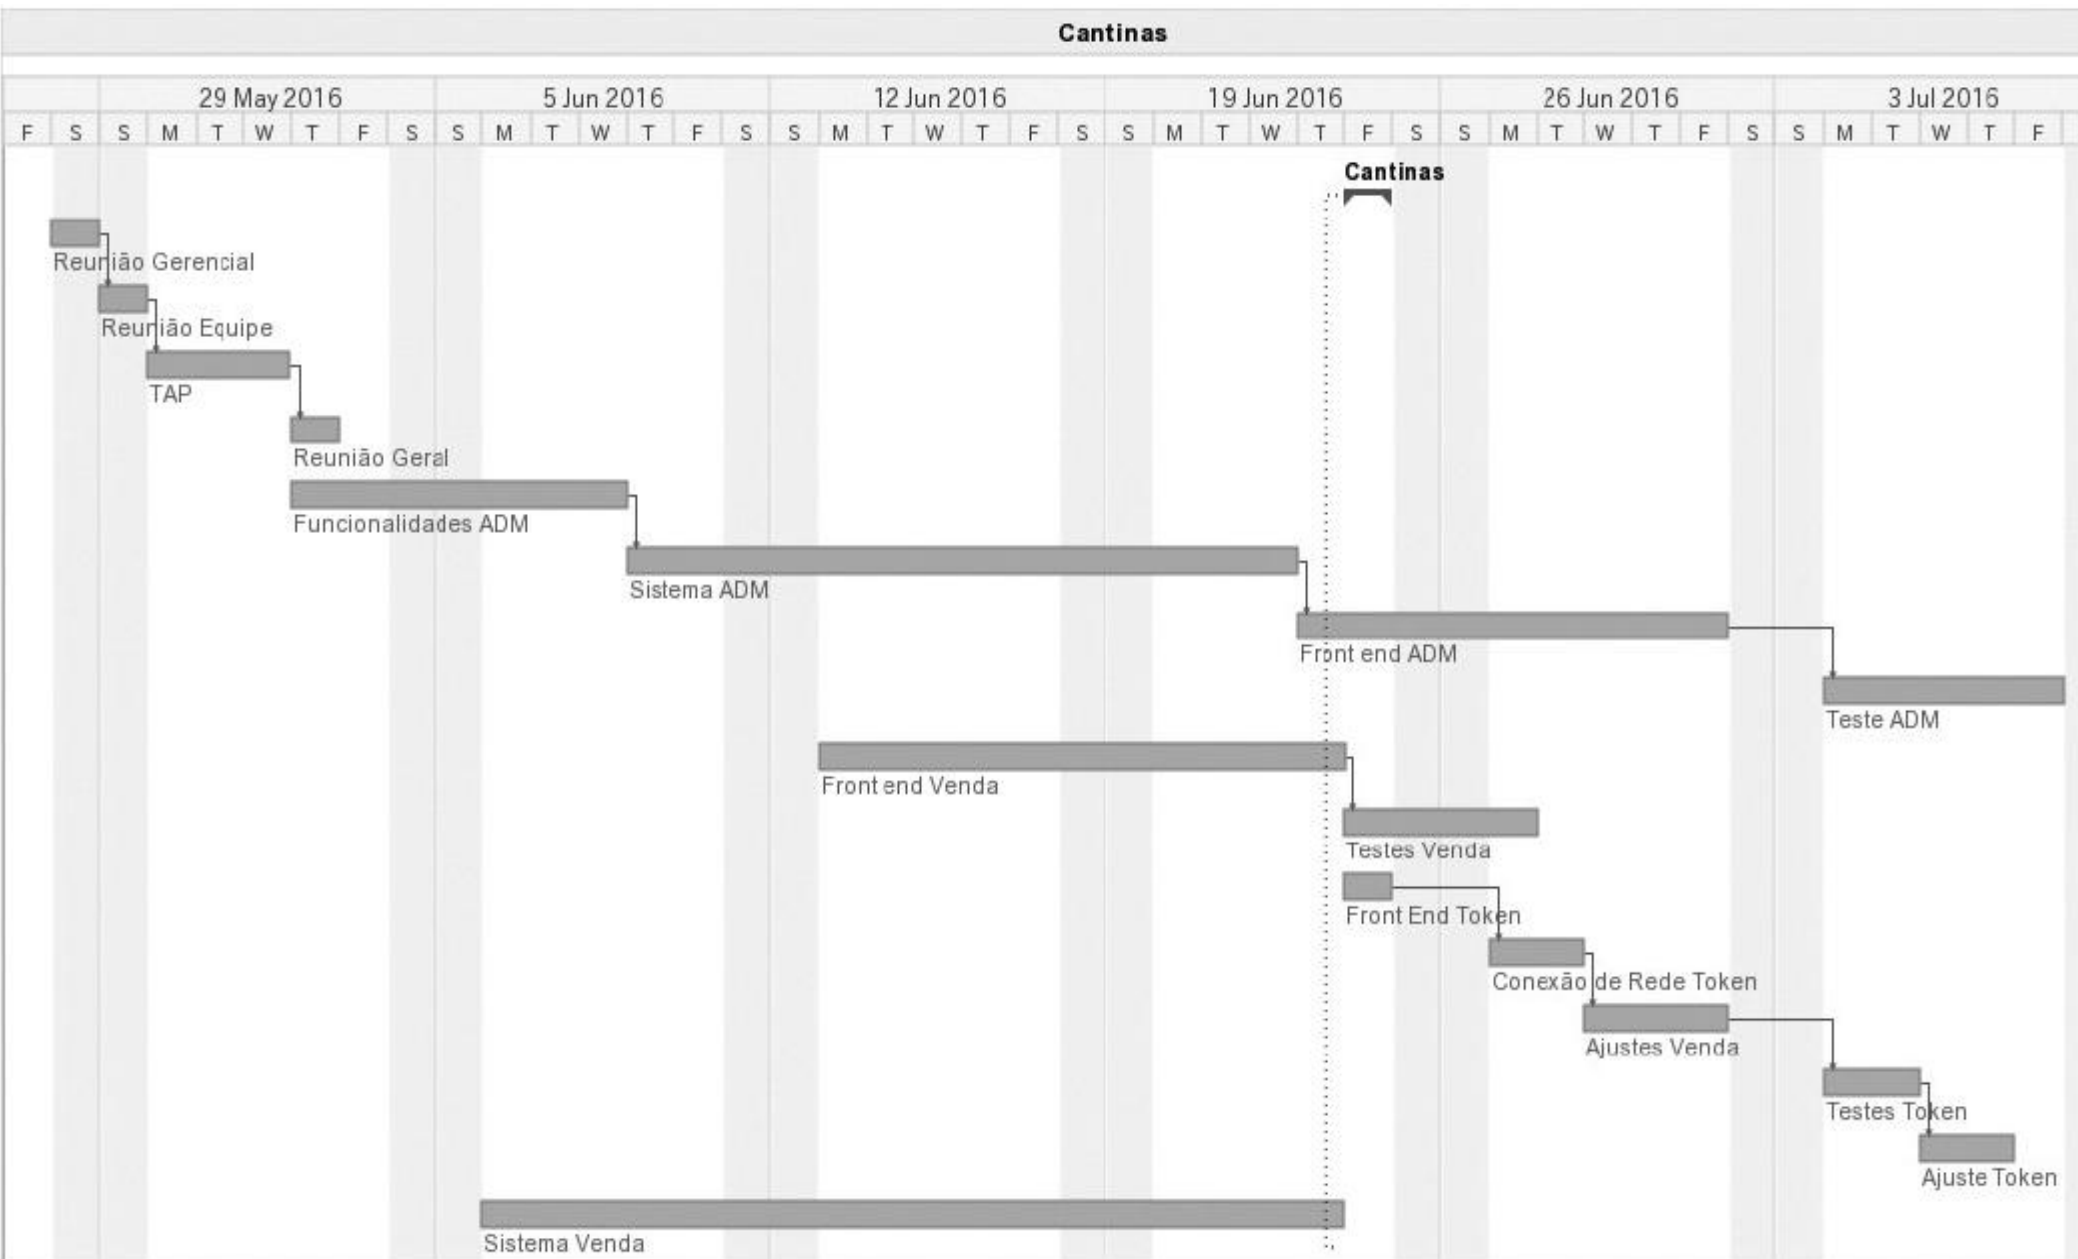 Cantinas
29 May 2016 5 Jun 2016 12 Jun 2016 19 Jun 2016 26 Jun 2016 3 Jul 2016
F S S M T W T F S S M T W T F S S M T W T F S S M T W T F S S M T W T F S S M T W T F
Cantinas
Reunião Gerencial
Reunião Equipe
TAP
Reunião Geral
Funcionalidades ADM
Sistema ADM
Front end ADM
Teste ADM
Front end Venda
Testes Venda
Front End Token
Conexão de Rede Token
Ajustes Venda
Testes Token
Ajuste Token
Sistema Venda